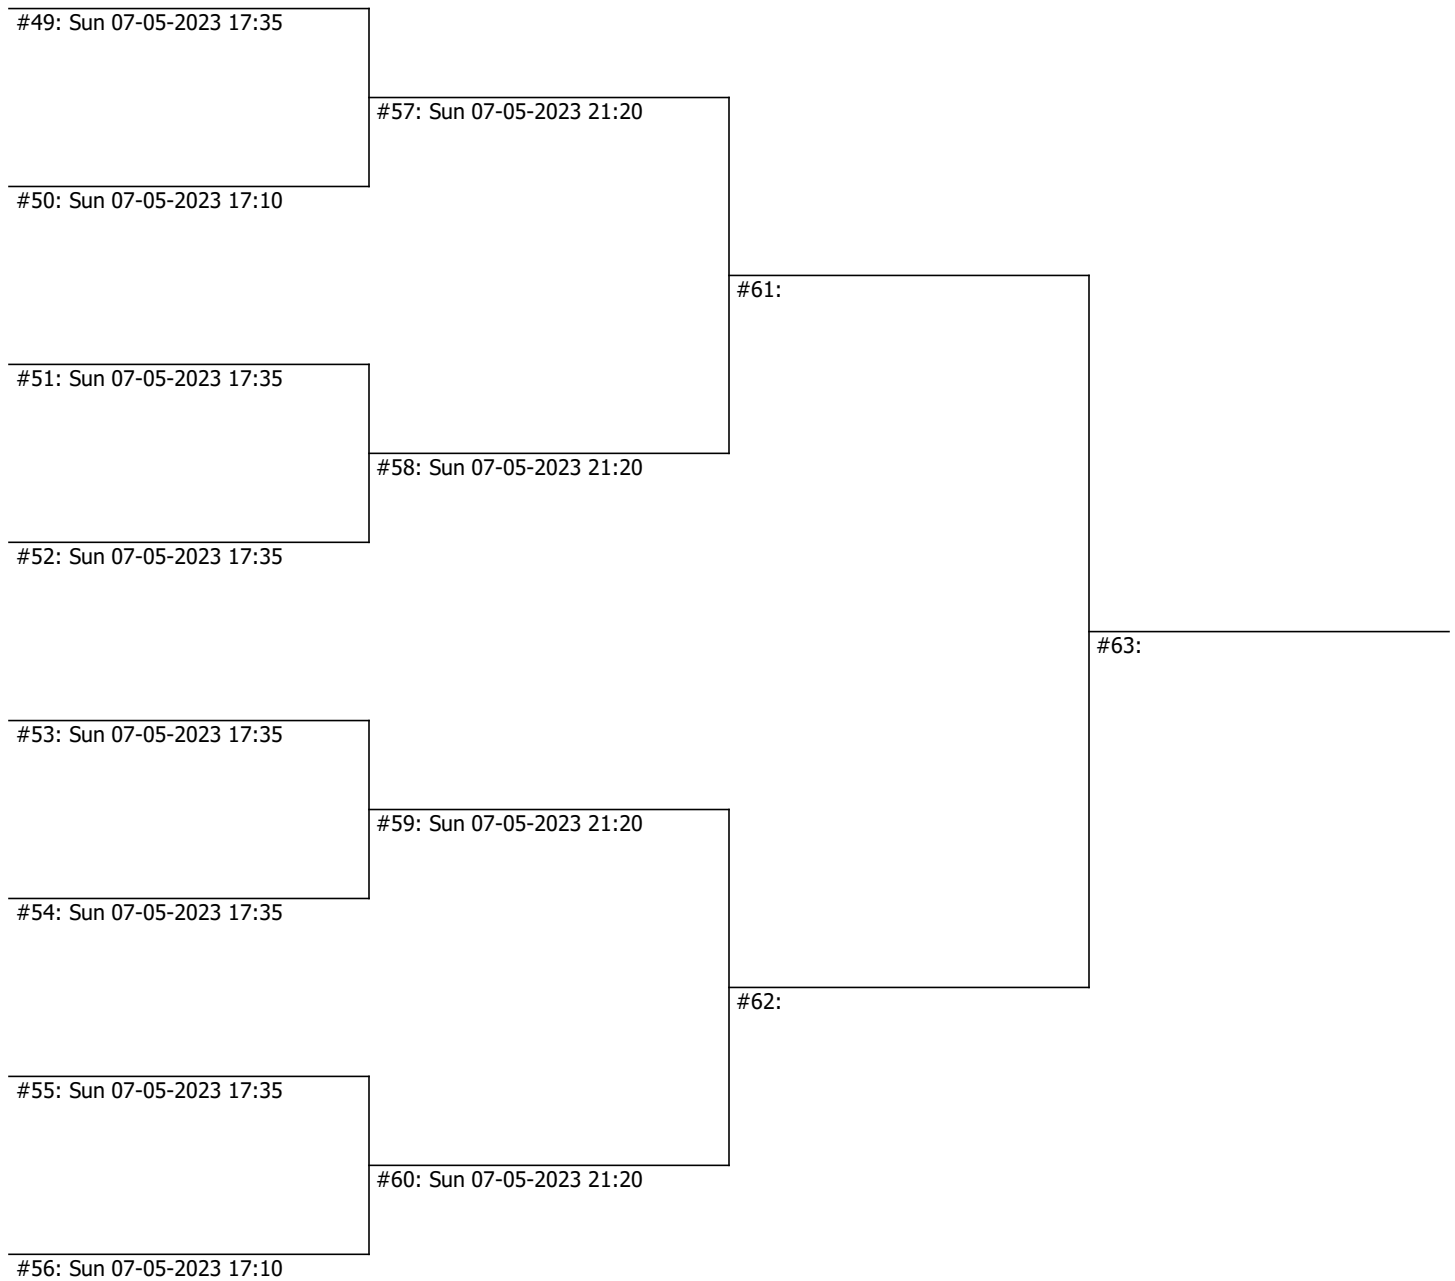 #49: Sun 07-05-2023 17:35
#57: Sun 07-05-2023 21:20
#50: Sun 07-05-2023 17:10
#61:
#51: Sun 07-05-2023 17:35
#58: Sun 07-05-2023 21:20
#52: Sun 07-05-2023 17:35
#63:
#53: Sun 07-05-2023 17:35
#59: Sun 07-05-2023 21:20
#54: Sun 07-05-2023 17:35
#62:
#55: Sun 07-05-2023 17:35
#60: Sun 07-05-2023 21:20
#56: Sun 07-05-2023 17:10